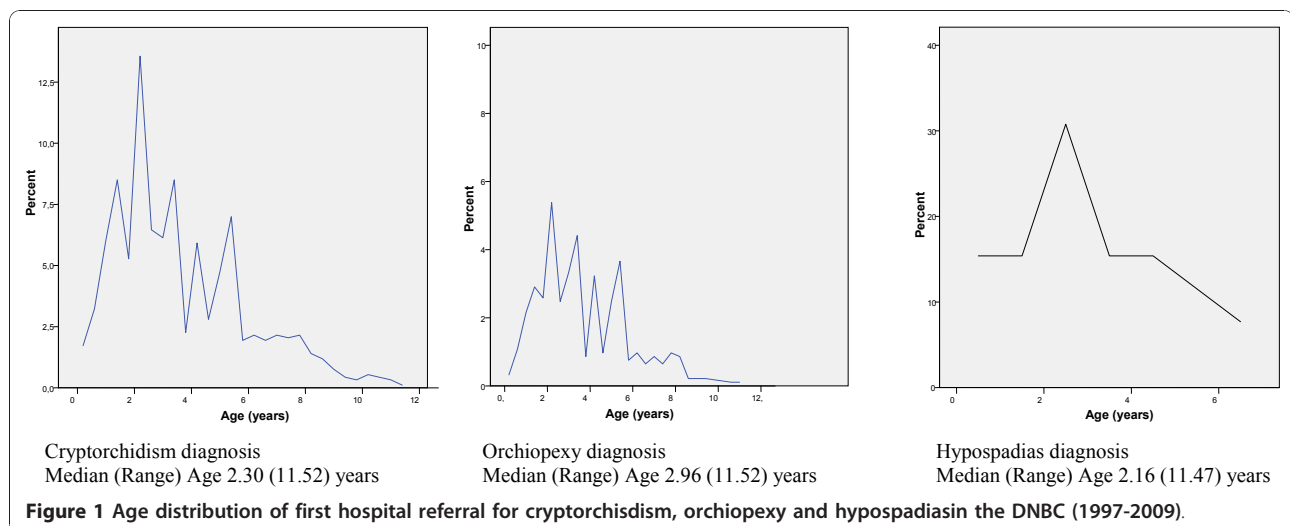 12,5
10,0
7,5
5,0
2,5
0,0
Percent
0 2 4 6 8 10 12
Age (years)
Cryptorchidism diagnosis
Median (Range) Age 2.30 (11.52) years
10
8
6
4
2
0
Percent
0, 2 4 6 8 10 12,
Age (years)
Orchiopexy diagnosis
Median (Range) Age 2.96 (11.52) years
40
30
20
10
0
Percent
0 2 4 6
Age (years)
Hypospadias diagnosis
Median (Range) Age 2.16 (11.47) years
Figure 1 Age distribution of first hospital referral for cryptorchisdism, orchiopexy and hypospadiasin the DNBC (1997-2009).